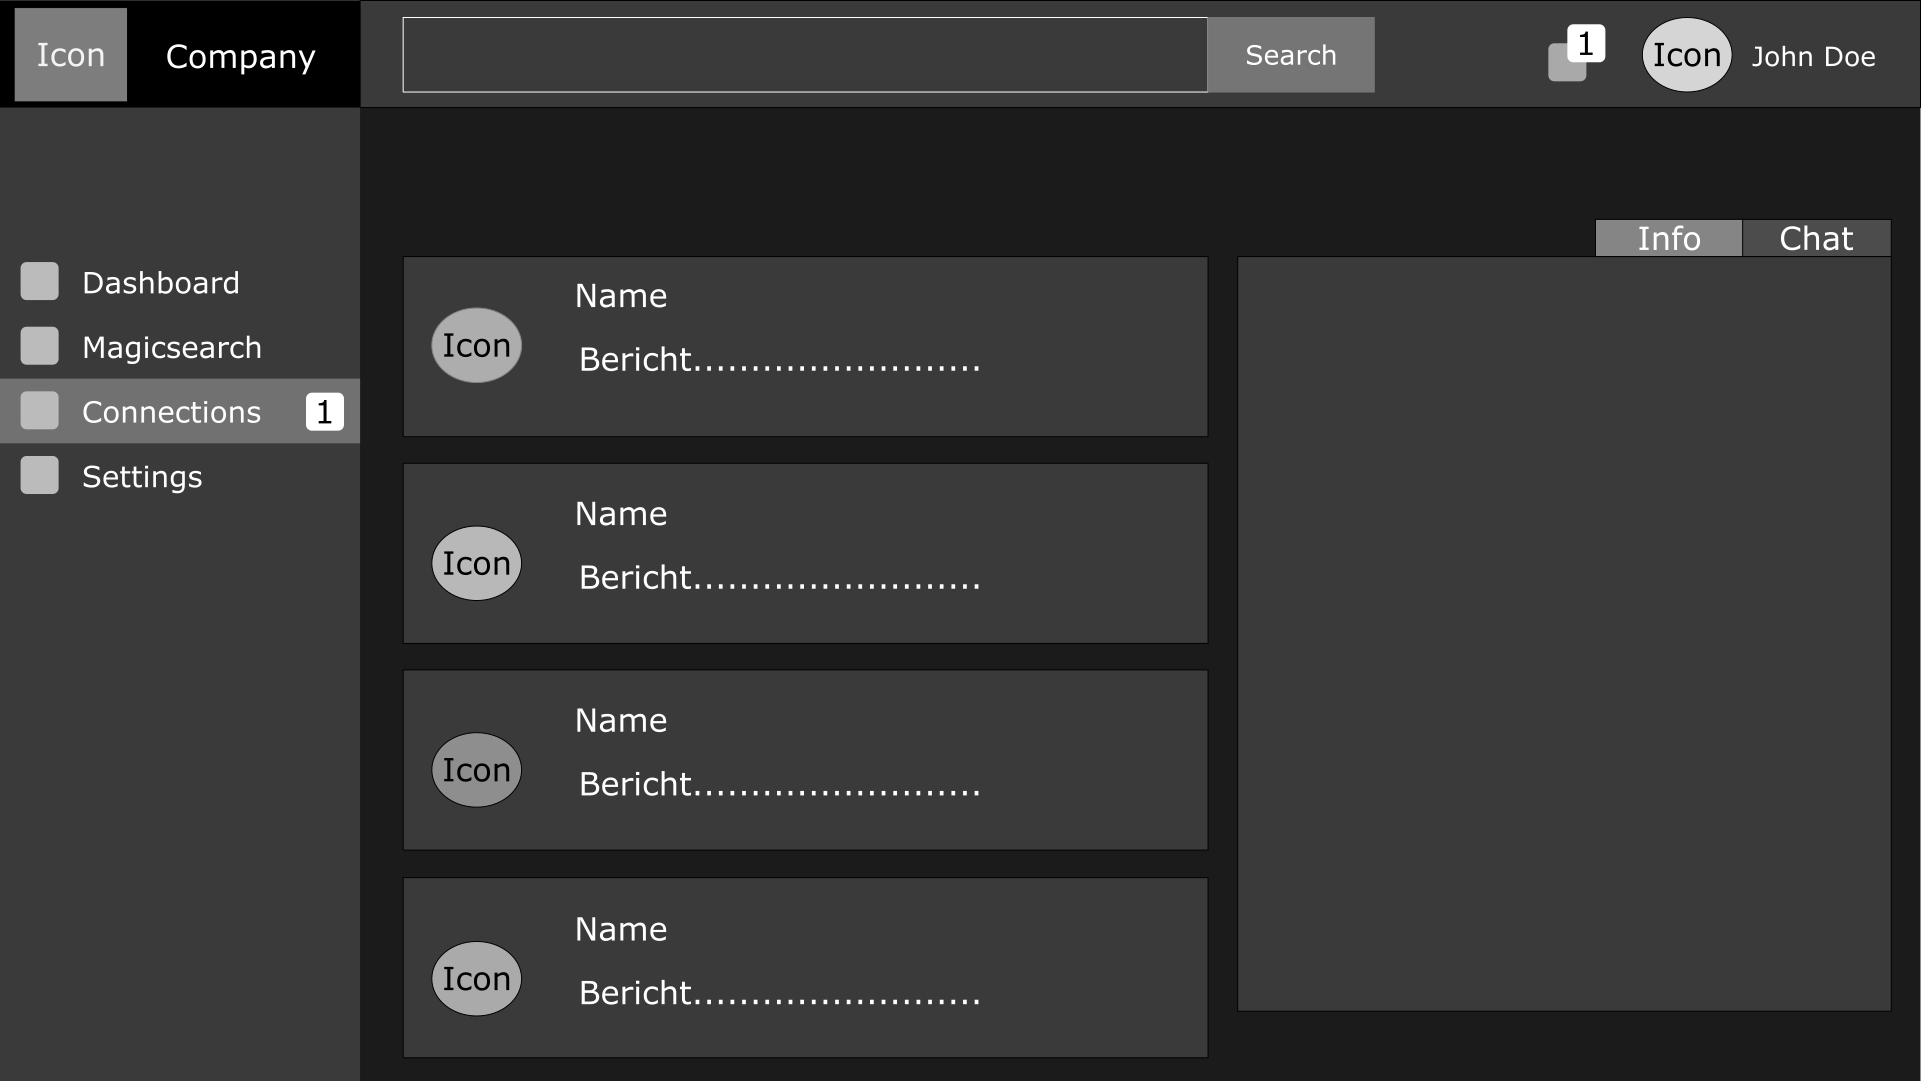 Icon
Company
Search
1
Icon
John Doe
Dashboard
Magicsearch
Connections
1
Settings
Info
Chat
Icon
Name
Bericht.........................
Icon
Name
Bericht.........................
Icon
Name
Bericht.........................
Icon
Name
Bericht.........................